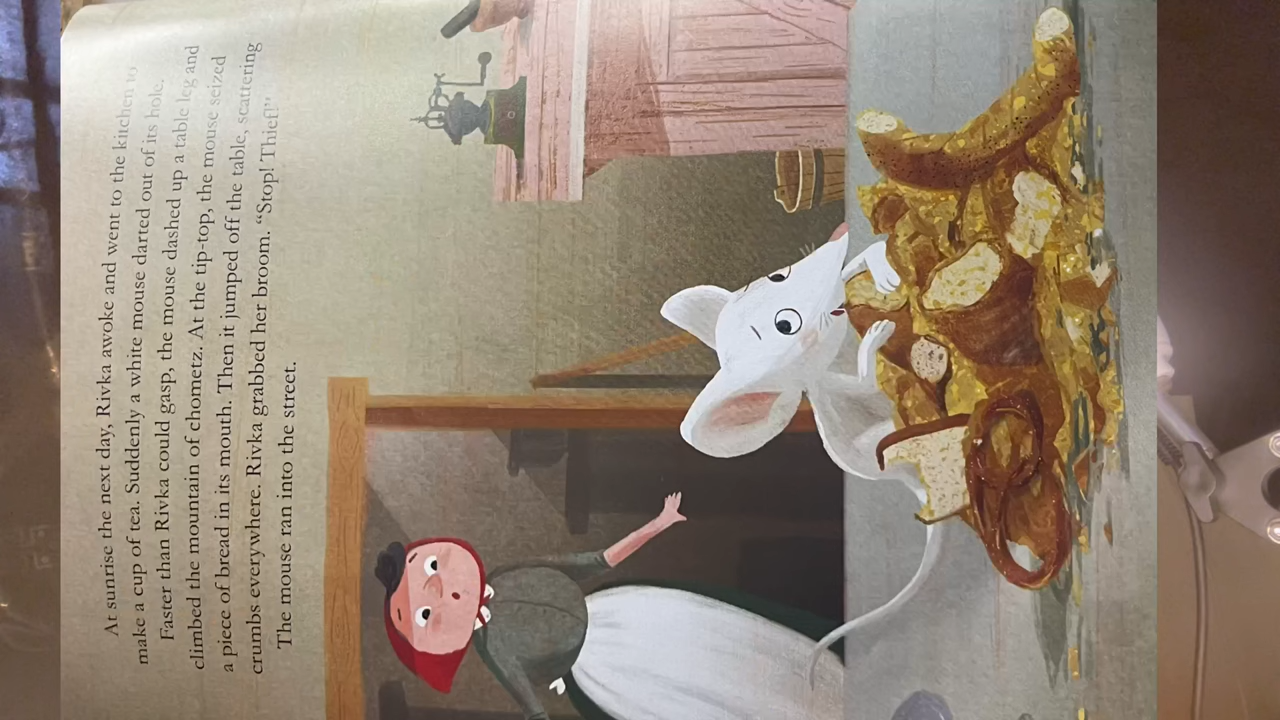 At sunrise the next day, Rivka awoke and went to the kitchen to
make a cup of tea. Suddenly a white mouse darted out of its hole.
Faster than Rivka could gasp, the mouse dashed up a table leg and
climbed the mountain of chometz. At the tip-top, the mouse seized
a piece of bread in its mouth. Then it jumped off the table, scattering
crumbs everywhere. Rivka grabbed her broom. “Stop! Thief!”
The mouse ran into the street.